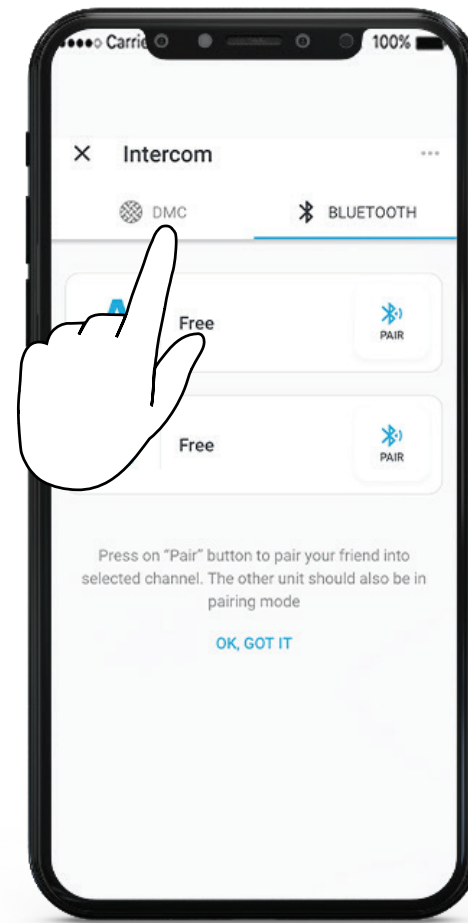 Carrie
100%
Intercom
DMC
BLUETOOTH
A
Free
PAIR
Free
PAIR
Press on “Pair” button to pair your friend into
selected channel. The other unit should also be in
pairing mode
OK, GOT IT